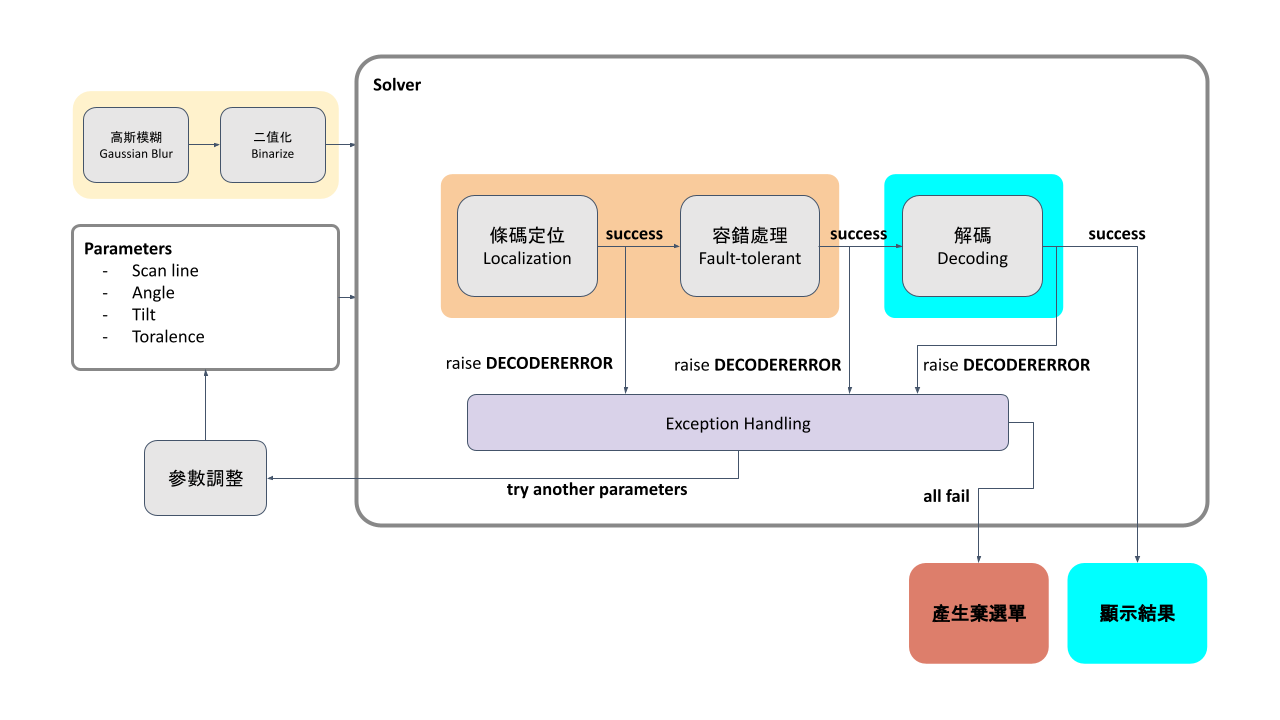 Solver
高斯模糊
Gaussian Blur
二值化
Binarize
Parameters
- Scan line
- Angle
- Tilt
- Toralence
條碼定位
Localization
success
容錯處理
Fault-tolerant
success
解碼
Decoding
success
raise DECODERERROR
raise DECODERERROR
raise DECODERERROR
Exception Handling
參數調整
try another parameters
all fail
產生棄選單
顯示結果